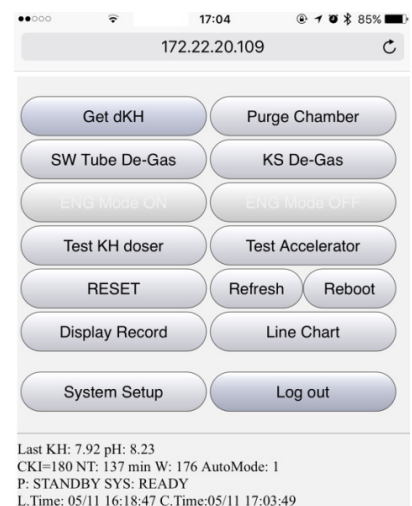 17:04 85%
172.22.20.109
Get dKH Purge Chamber
SW Tube De-Gas KS De-Gas
ENG Mode ON ENG Mode OFF
Test KH doser Test Accelerator
RESET Refresh Reboot
Display Record Line Chart
System Setup Log out
Last KH: 7.92 pH: 8.23
CKI=180 NT: 137 min W: 176 AutoMode: 1
P: STANDBY SYS: READY
L.Time: 05/11 16:18:47 C.Time:05/11 17:03:49